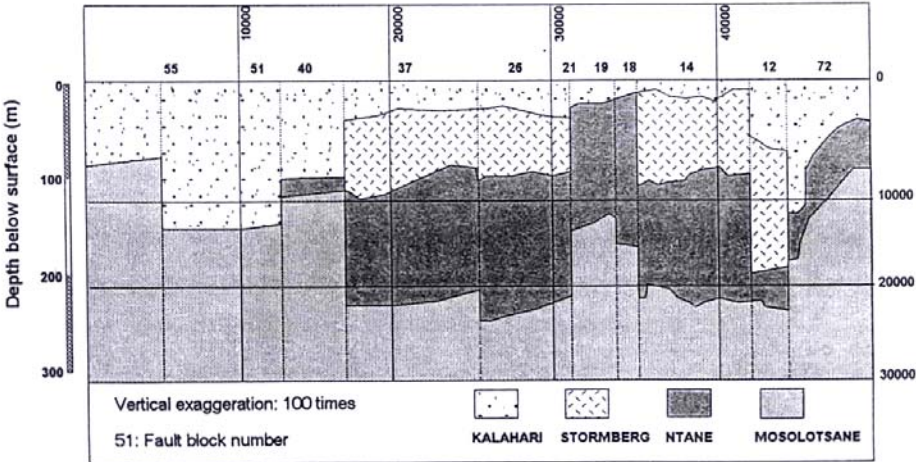 10000 20000 30000 40000
55 51 40 37 26 21 19 18 14 12 72
0 0
100 10000
200 20000
300 30000
Depth below surface (m)
Vertical exaggeration: 100 times
51: Fault block number
KALAHARI STORMBERG NTANE MOSOLOTSANE